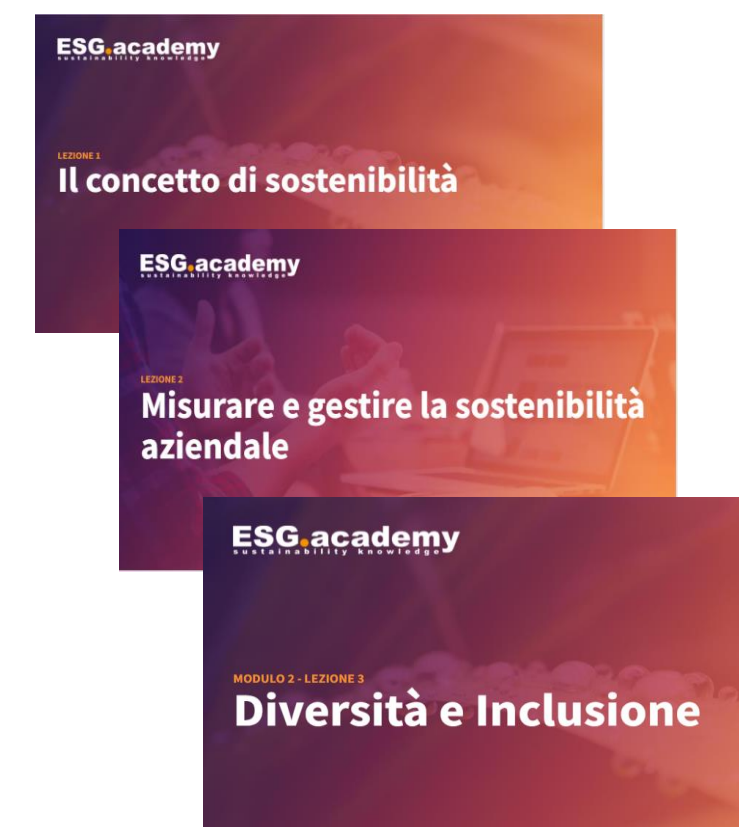 ESG.academy
sustainability knowledge
LEZIONE 1
Il concetto di sostenibilità
ESG.academy
sustainability knowledge
LEZIONE 2
Misurare e gestire la sostenibilità
aziendale
ESG.academy
sustainability knowledge
MODULO 2 - LEZIONE 3
Diversità e Inclusione